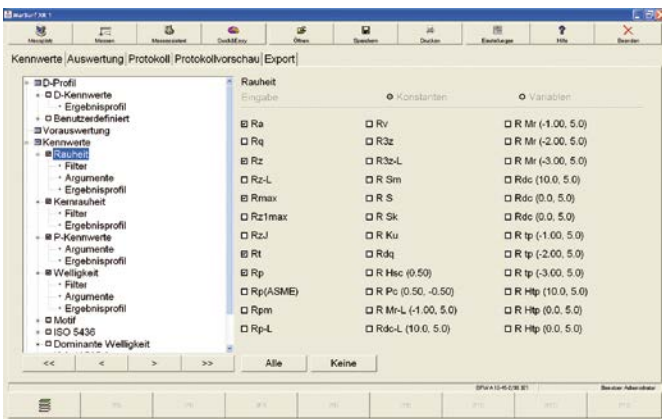 MarSurf XR 1
Messplatz Messen Messassistent Quick&Easy Öffnen Speichern Drucken Einstellungen Hilfe Beenden
Kennwerte Auswertung Protokoll Protokollvorschau Export
D-Profil
D-Kennwerte
Ergebnisprofil
Benutzerdefiniert
Vorauswertung
Kennwerte
Rauheit
Filter
Argumente
Ergebnisprofil
Kernrauheit
Filter
Ergebnisprofil
P-Kennwerte
Argumente
Ergebnisprofil
Welligkeit
Filter
Argumente
Ergebnisprofil
Motif
ISO 5436
Dominante Welligkeit
<< < > >>
Rauheit
Eingabe Konstanten Variablen
Ra Rv R Mr (-1.00, 5.0)
Rq R3z R Mr (-2.00, 5.0)
Rz R3z-L R Mr (-3.00, 5.0)
Rz-L R Sm Rdc (10.0, 5.0)
Rmax R S Rdc (0.0, 5.0)
Rz1max R Sk Rdc (0.0, 5.0)
RzJ R Ku R tp (-1.00, 5.0)
Rt Rdq R tp (-2.00, 5.0)
Rp R Hsc (0.50) R tp (-3.00, 5.0)
Rp(ASME) R Pc (0.50, -0.50) R Htp (10.0, 5.0)
Rpm R Mr-L (-1.00, 5.0) R Htp (0.0, 5.0)
Rp-L Rdc-L (10.0, 5.0) R Htp (0.0, 5.0)
Alle Keine
Benutzer: Administrator